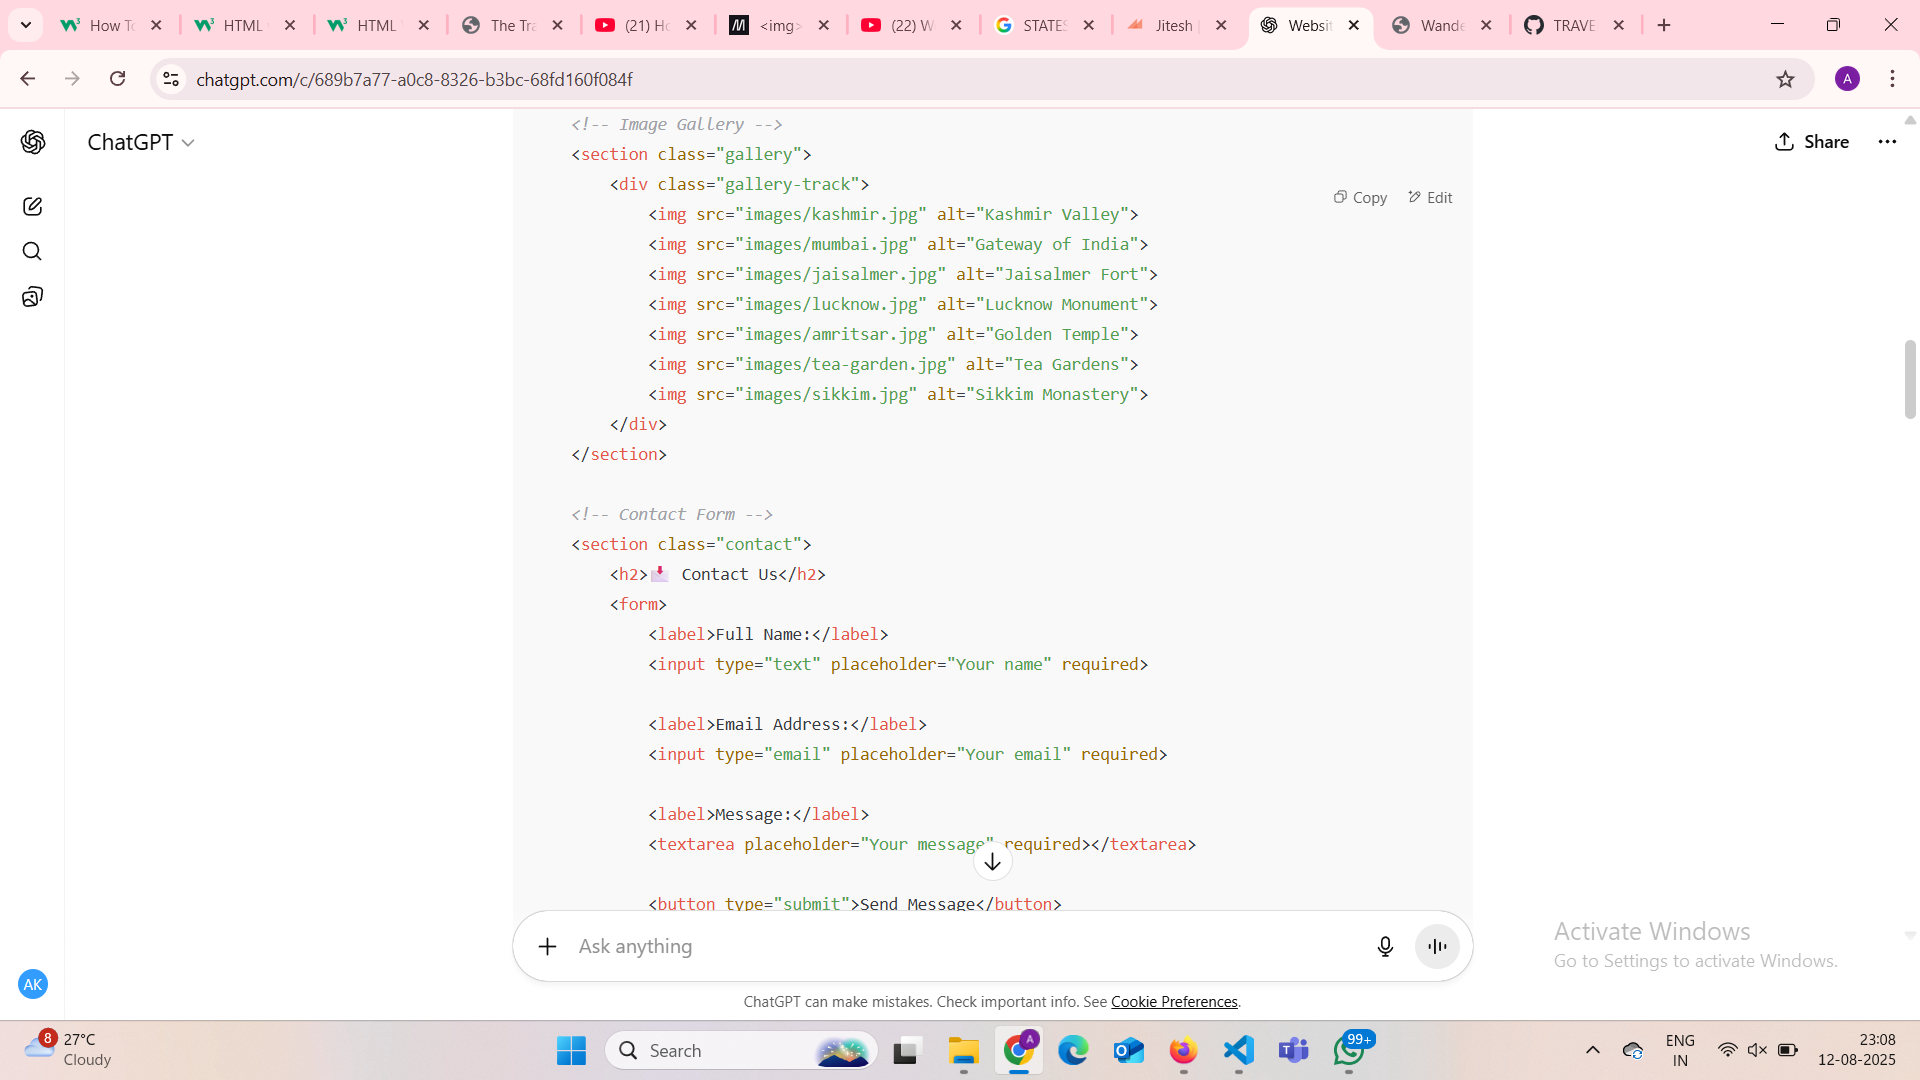 How To
HTML
HTML
The Tra
(21) Ho
<img>
(22) W
STATES
Jitesh
Websit
Wande
TRAVE
chatgpt.com/c/689b7a77-a0c8-8326-b3bc-68fd160f084f
A
ChatGPT
Share
Copy
Edit
<!-- Image Gallery -->
<section class="gallery">
<div class="gallery-track">
<img src="images/kashmir.jpg" alt="Kashmir Valley">
<img src="images/mumbai.jpg" alt="Gateway of India">
<img src="images/jaisalmer.jpg" alt="Jaisalmer Fort">
<img src="images/lucknow.jpg" alt="Lucknow Monument">
<img src="images/amritsar.jpg" alt="Golden Temple">
<img src="images/tea-garden.jpg" alt="Tea Gardens">
<img src="images/sikkim.jpg" alt="Sikkim Monastery">
</div>
</section>
<!-- Contact Form -->
<section class="contact">
<h2>📩 Contact Us</h2>
<form>
<label>Full Name:</label>
<input type="text" placeholder="Your name" required>
<label>Email Address:</label>
<input type="email" placeholder="Your email" required>
<label>Message:</label>
<textarea placeholder="Your message" required></textarea>
<button type="submit">Send Message</button>
Ask anything
AK
Activate Windows
Go to Settings to activate Windows.
ChatGPT can make mistakes. Check important info. See Cookie Preferences.
8
27°C
Cloudy
Search
A
99+
ENG
IN
23:08
12-08-2025